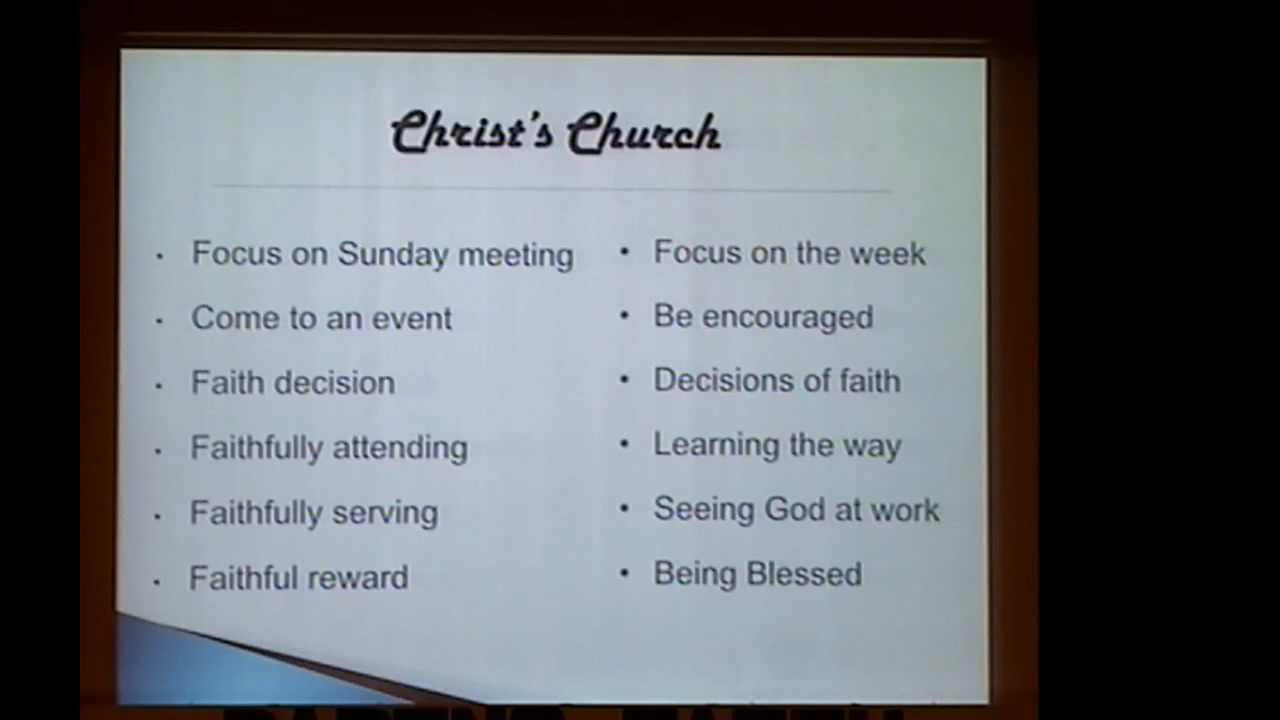 Christ's Church
• Focus on Sunday meeting
• Come to an event
• Faith decision
• Faithfully attending
• Faithfully serving
• Faithful reward
• Focus on the week
• Be encouraged
• Decisions of faith
• Learning the way
• Seeing God at work
• Being Blessed